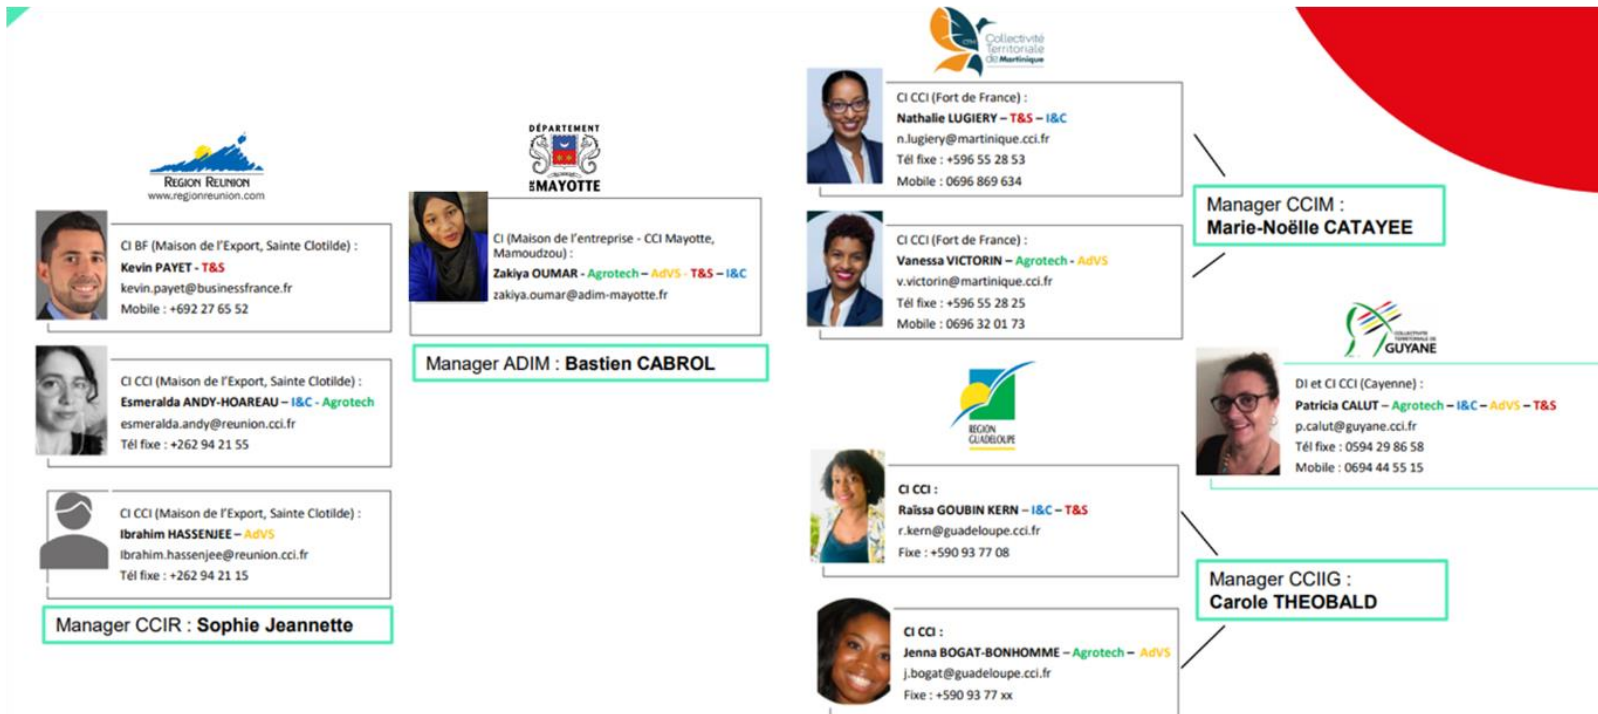 REGION REUNION
www.regionreunion.com
CI BF (Maison de l'Export, Sainte Clotilde) :
Kevin PAYET - T&S
kevin.payet@businessfrance.fr
Mobile : +692 27 65 52
CI CCI (Maison de l'Export, Sainte Clotilde) :
Esmeralda ANDY-HOAREAU – I&C - Agrotech
esmeralda.andy@reunion.cci.fr
Tél fixe : +262 94 21 55
CI CCI (Maison de l'Export, Sainte Clotilde) :
Ibrahim HASSENJEE – AdVS
Ibrahim.hassenjee@reunion.cci.fr
Tél fixe : +262 94 21 15
Manager CCIR : Sophie Jeannette
DÉPARTEMENT
DE MAYOTTE
CI (Maison de l'entreprise - CCI Mayotte,
Mamoudzou) :
Zakiya OUMAR - Agrotech – AdVS - T&S – I&C
zakiya.oumar@adim-mayotte.fr
Manager ADIM : Bastien CABROL
CTM
Collectivité
Territoriale
de Martinique
CI CCI (Fort de France) :
Nathalie LUGIERY – T&S – I&C
n.lugiery@martinique.cci.fr
Tél fixe : +596 55 28 53
Mobile : 0696 869 634
CI CCI (Fort de France) :
Vanessa VICTORIN – Agrotech - AdVS
v.victorin@martinique.cci.fr
Tél fixe : +596 55 28 25
Mobile : 0696 32 01 73
Manager CCIM :
Marie-Noëlle CATAYEE
COLLECTIVITÉ
TERRITORIALE DE
GUYANE
DI et CI CCI (Cayenne) :
Patricia CALUT – Agrotech – I&C – AdVS – T&S
p.calut@guyane.cci.fr
Tél fixe : 0594 29 86 58
Mobile : 0694 44 55 15
REGION
GUADELOUPE
CI CCI :
Raïssa GOUBIN KERN – I&C – T&S
r.kern@guadeloupe.cci.fr
Fixe : +590 93 77 08
CI CCI :
Jenna BOGAT-BONHOMME – Agrotech – AdVS
j.bogat@guadeloupe.cci.fr
Fixe : +590 93 77 xx
Manager CCIIG :
Carole THEOBALD